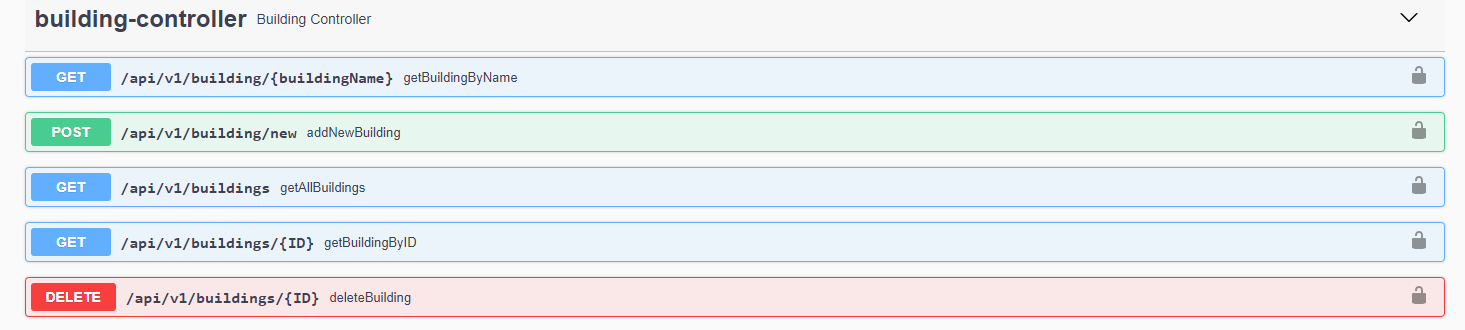 building-controller Building Controller
GET /api/v1/building/{buildingName} getBuildingByName
POST /api/v1/building/new addNewBuilding
GET /api/v1/buildings getAllBuildings
GET /api/v1/buildings/{ID} getBuildingByID
DELETE /api/v1/buildings/{ID} deleteBuilding